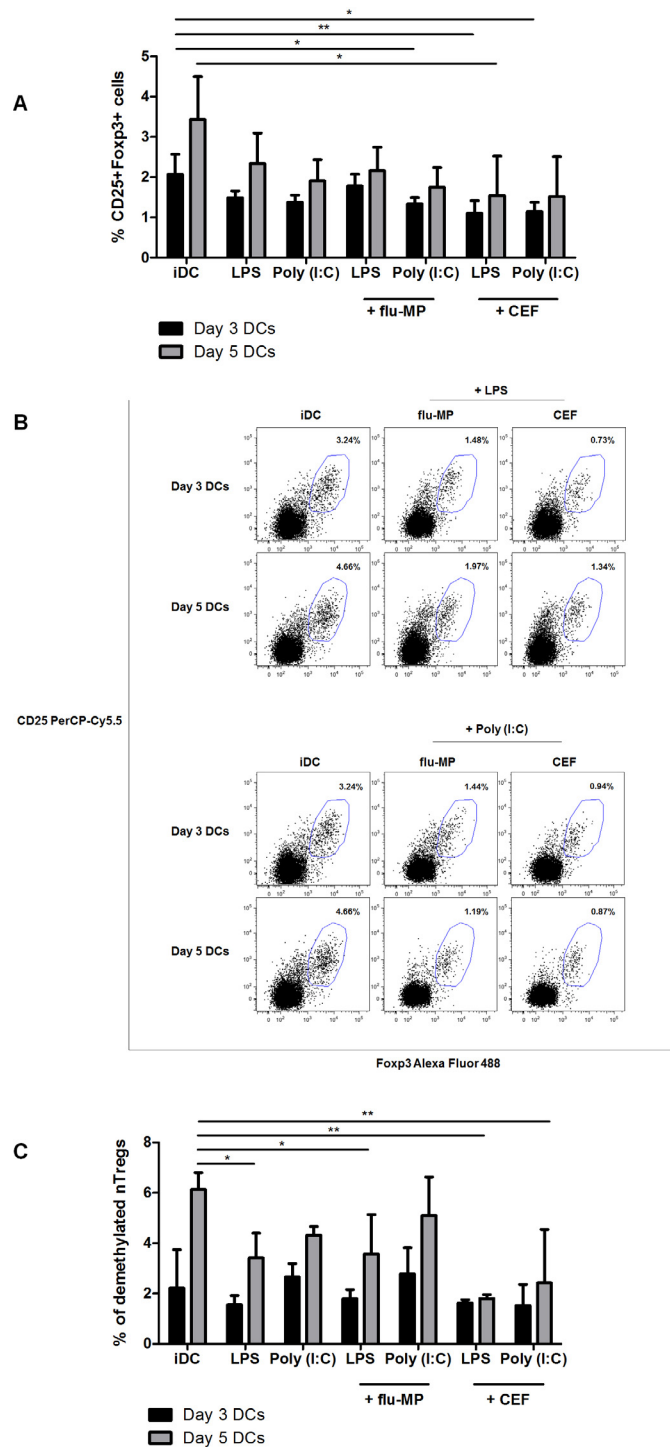 *
**
*
*
A
% CD25+Foxp3+ cells
5
4
3
2
1
0
iDC LPS Poly (I:C) LPS Poly (I:C) LPS Poly (I:C)
+ flu-MP + CEF
Day 3 DCs
Day 5 DCs
B
+ LPS
iDC flu-MP CEF
Day 3 DCs
3.24% 1.48% 0.73%
Day 5 DCs
4.66% 1.97% 1.34%
CD25 PerCP-Cy5.5
+ Poly (I:C)
iDC flu-MP CEF
Day 3 DCs
3.24% 1.44% 0.94%
Day 5 DCs
4.66% 1.19% 0.87%
Foxp3 Alexa Fluor 488
C
**
**
*
*
% of demethylated nTregs
8
6
4
2
0
iDC LPS Poly (I:C) LPS Poly (I:C) LPS Poly (I:C)
+ flu-MP + CEF
Day 3 DCs
Day 5 DCs